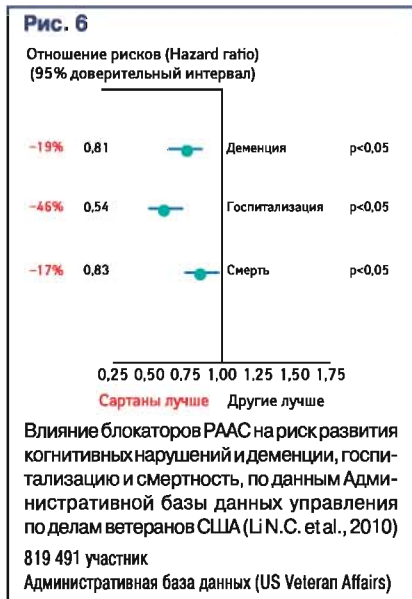 Рис. 6
Отношение рисков (Hazard ratio)
(95% доверительный интервал)
–19% 0,81 Деменция p<0,05
–46% 0,54 Госпитализация p<0,05
–17% 0,83 Смерть p<0,05
0,25 0,50 0,75 1,00 1,25 1,50 1,75
Сартаны лучше Другие лучше
Влияние блокаторов РААС на риск развития
когнитивных нарушений и деменции, госпи-
тализацию и смертность, по данным Адми-
нистративной базы данных управления
по делам ветеранов США (Li N.C. et al., 2010)
819 491 участник
Административная база данных (US Veteran Affairs)